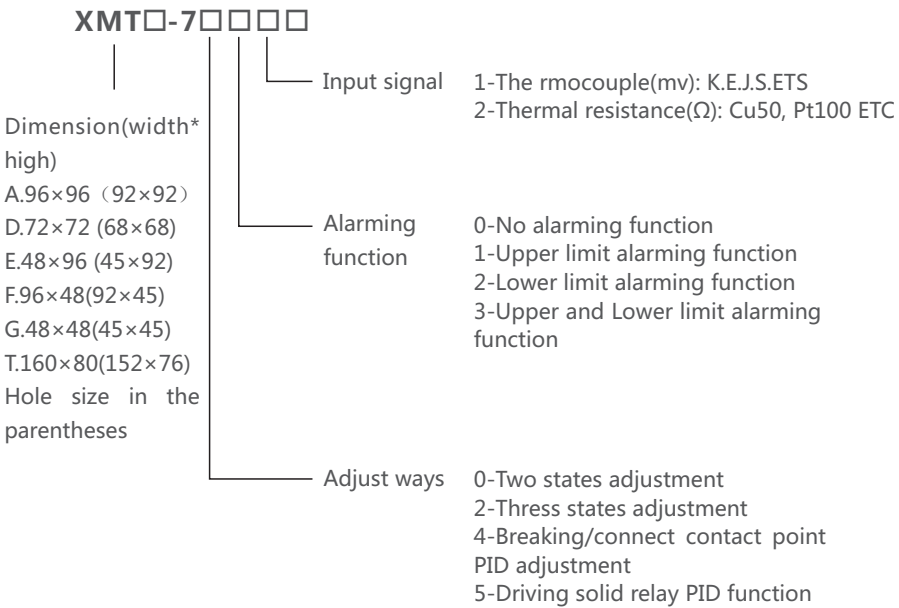 XMT□-7□□□□
Dimension(width*
high)
A.96×96（92×92）
D.72×72 (68×68)
E.48×96 (45×92)
F.96×48(92×45)
G.48×48(45×45)
T.160×80(152×76)
Hole size in the
parentheses
Input signal
1-The rmocouple(mv): K.E.J.S.ETS
2-Thermal resistance(Ω): Cu50, Pt100 ETC
Alarming
function
0-No alarming function
1-Upper limit alarming function
2-Lower limit alarming function
3-Upper and Lower limit alarming
function
Adjust ways
0-Two states adjustment
2-Thress states adjustment
4-Breaking/connect contact point
PID adjustment
5-Driving solid relay PID function